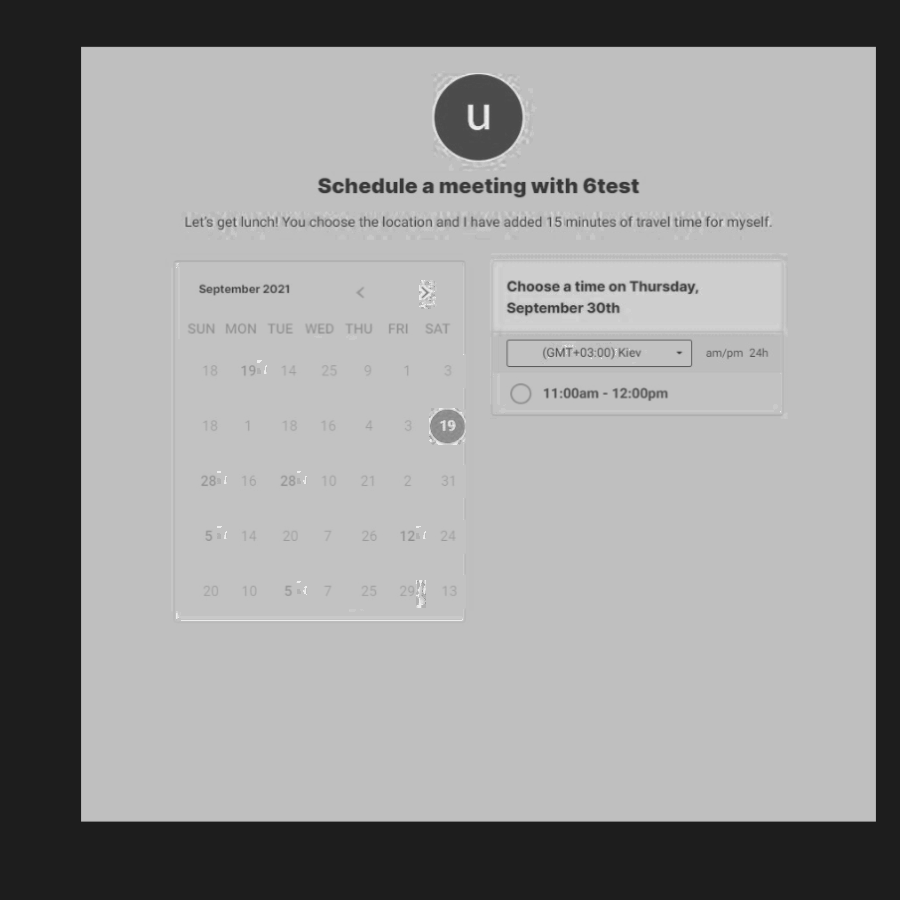 u
Schedule a meeting with 6test
Let's get lunch! You choose the location and I have added 15 minutes of travel time for myself.
September 2021 < >
SUN MON TUE WED THU FRI SAT
18 19 14 25 9 1 3
18 1 18 16 4 3 19
28 16 28 10 21 2 31
5 14 20 7 26 12 24
20 10 5 7 25 29 13
Choose a time on Thursday,
September 30th
(GMT+03:00) Kiev am/pm 24h
11:00am - 12:00pm